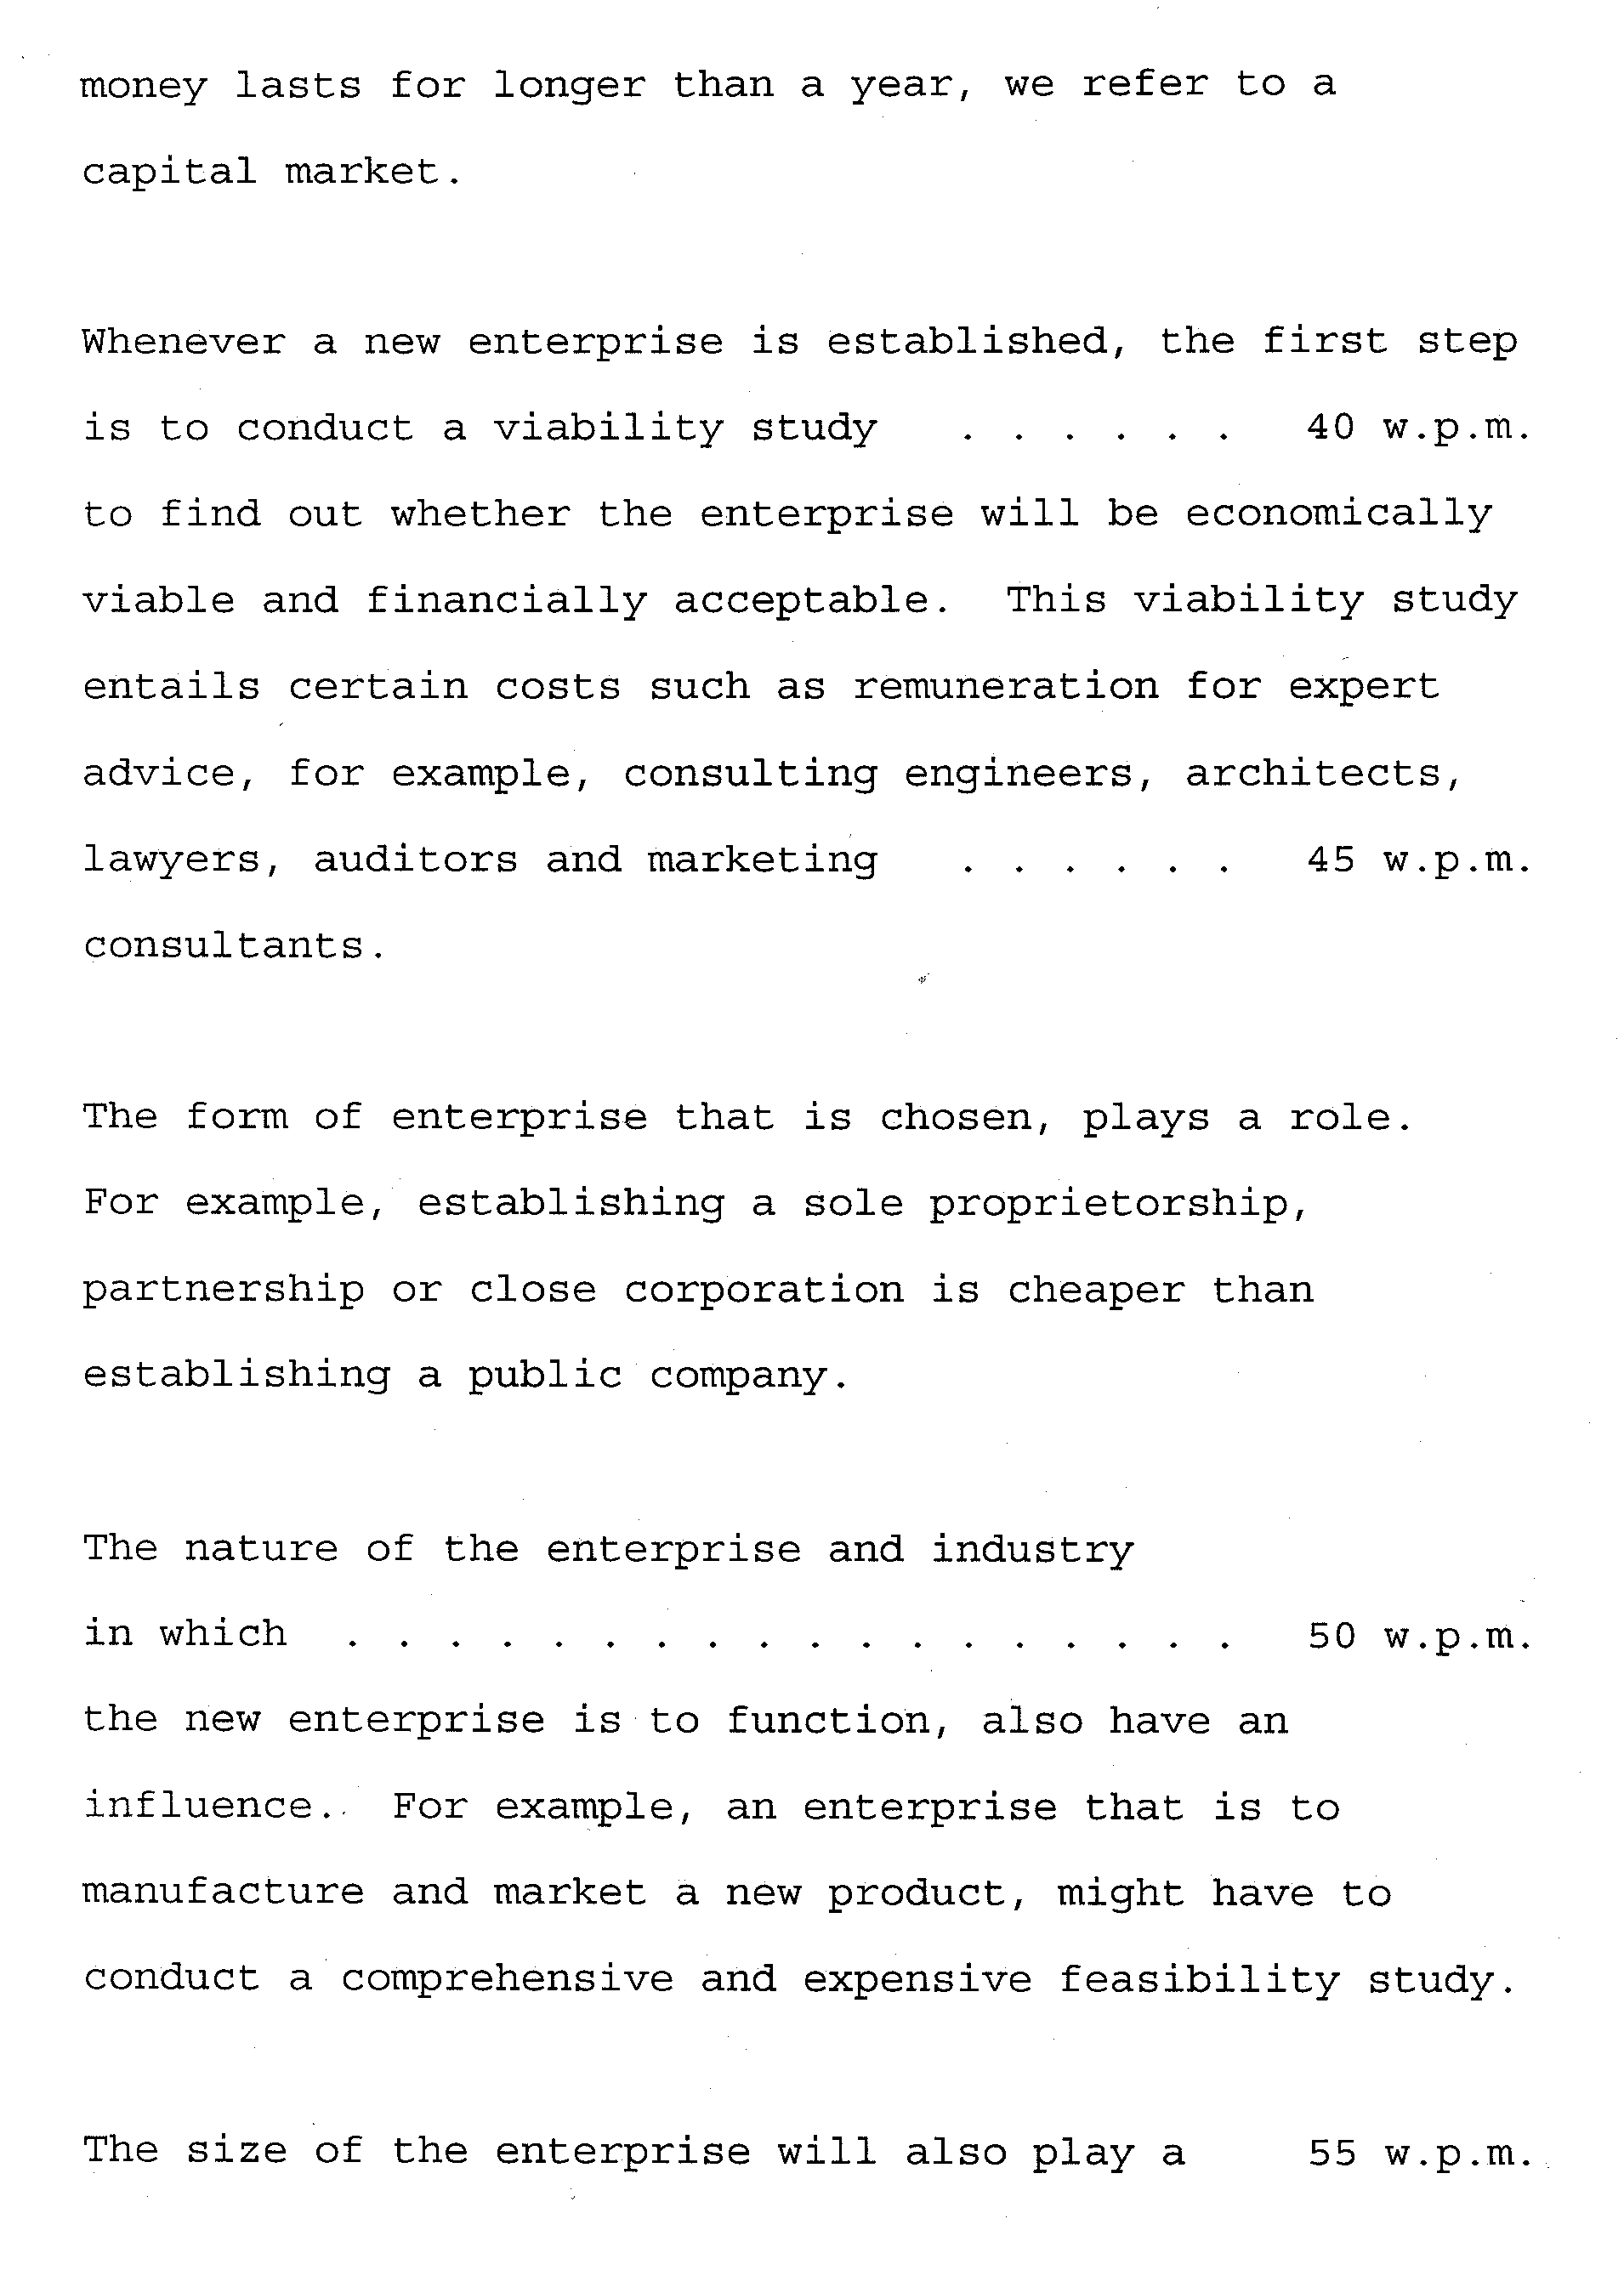 money lasts for longer than a year, we refer to a
capital market.
Whenever a new enterprise is established, the first step
is to conduct a viability study . . . . . . 40 w.p.m.
to find out whether the enterprise will be economically
viable and financially acceptable. This viability study
entails certain costs such as remuneration for expert
advice, for example, consulting engineers, architects,
lawyers, auditors and marketing . . . . . . 45 w.p.m.
consultants.
The form of enterprise that is chosen, plays a role.
For example, establishing a sole proprietorship,
partnership or close corporation is cheaper than
establishing a public company.
The nature of the enterprise and industry
in which . . . . . . . . . . . . . . . . . . 50 w.p.m.
the new enterprise is to function, also have an
influence. For example, an enterprise that is to
manufacture and market a new product, might have to
conduct a comprehensive and expensive feasibility study.
The size of the enterprise will also play a 55 w.p.m.